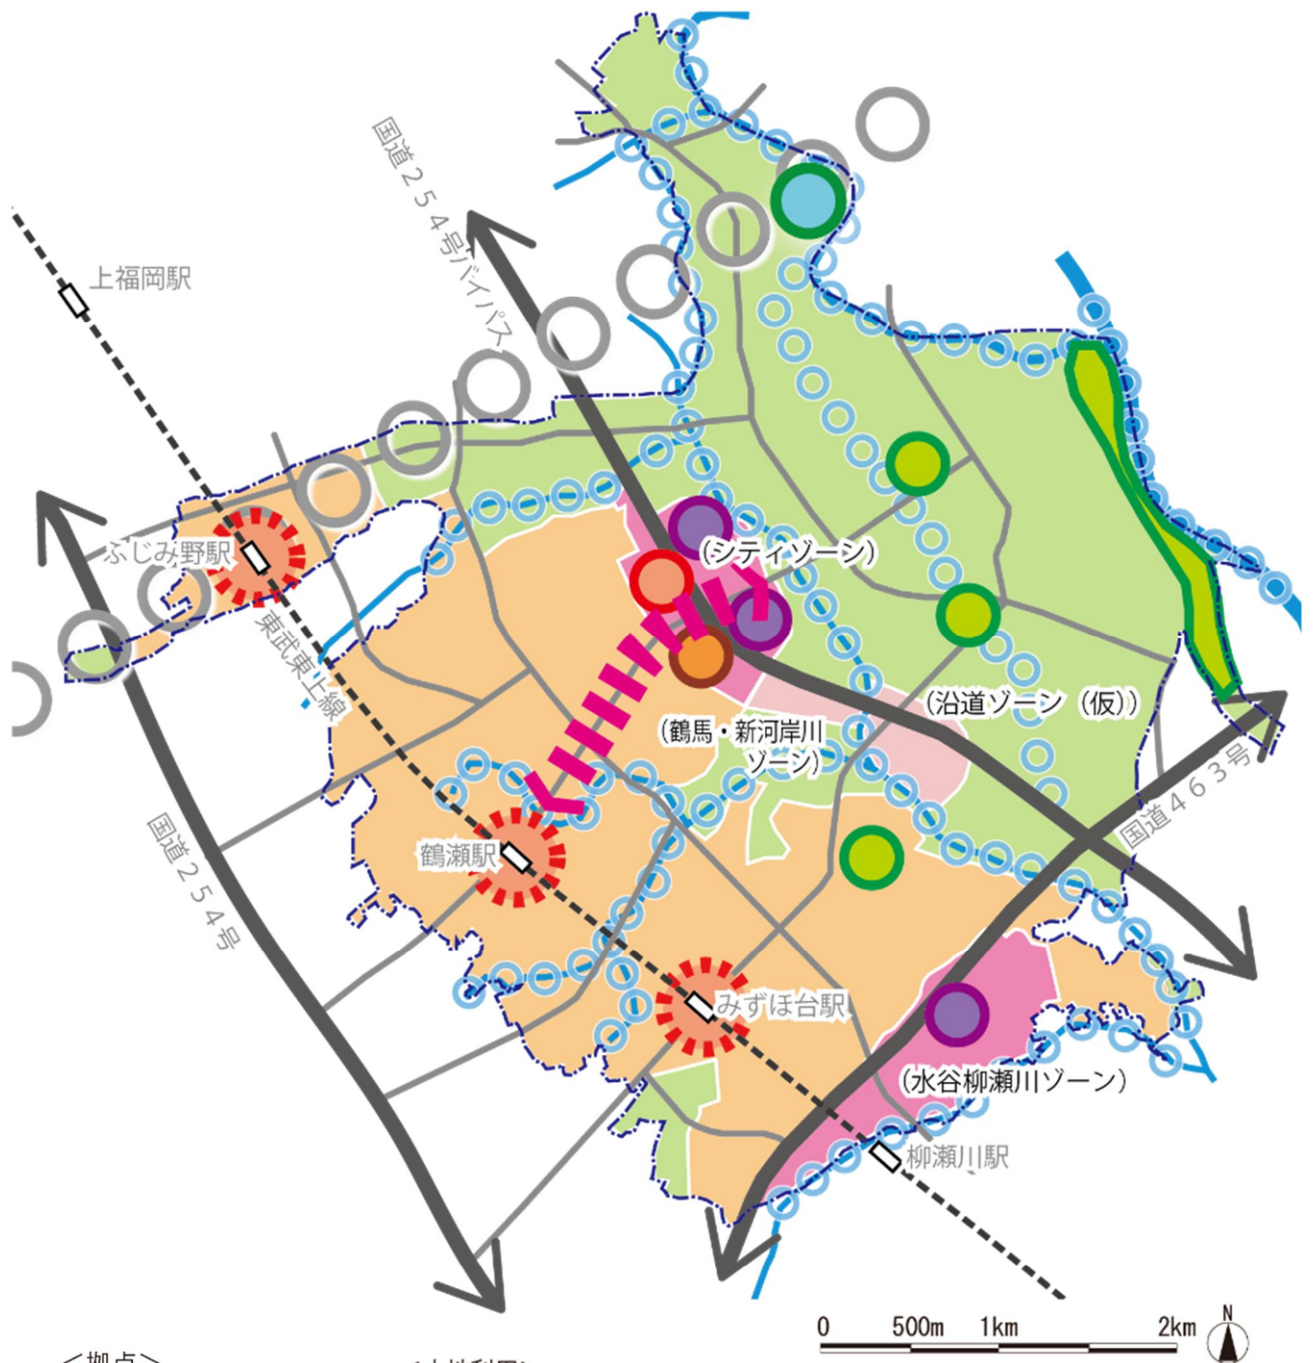 国道２５４号バイパス
上福岡駅
ふじみ野駅
（シティゾーン）
東武東上線
（沿道ゾーン（仮））
（鶴馬・新河岸川
ゾーン）
国道４６３号
国道２５４号
鶴瀬駅
みずほ台駅
（水谷柳瀬川ゾーン）
柳瀬川駅
0 500m 1km 2km
N
＜拠点＞